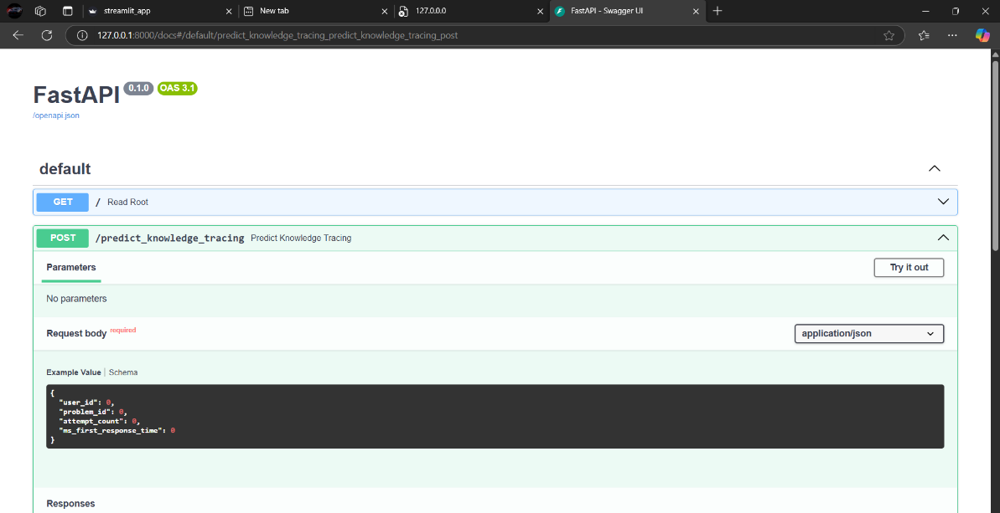 streamlit_app
New tab
127.0.0.0
FastAPI - Swagger UI
127.0.0.1:8000/docs#/default/predict_knowledge_tracing_predict_knowledge_tracing_post
FastAPI 0.1.0 OAS 3.1
/openapi.json
default
GET / Read Root
POST /predict_knowledge_tracing Predict Knowledge Tracing
Parameters
Try it out
No parameters
Request body required
application/json
Example Value | Schema
{
"user_id": 0,
"problem_id": 0,
"attempt_count": 0,
"ms_first_response_time": 0
}
Responses